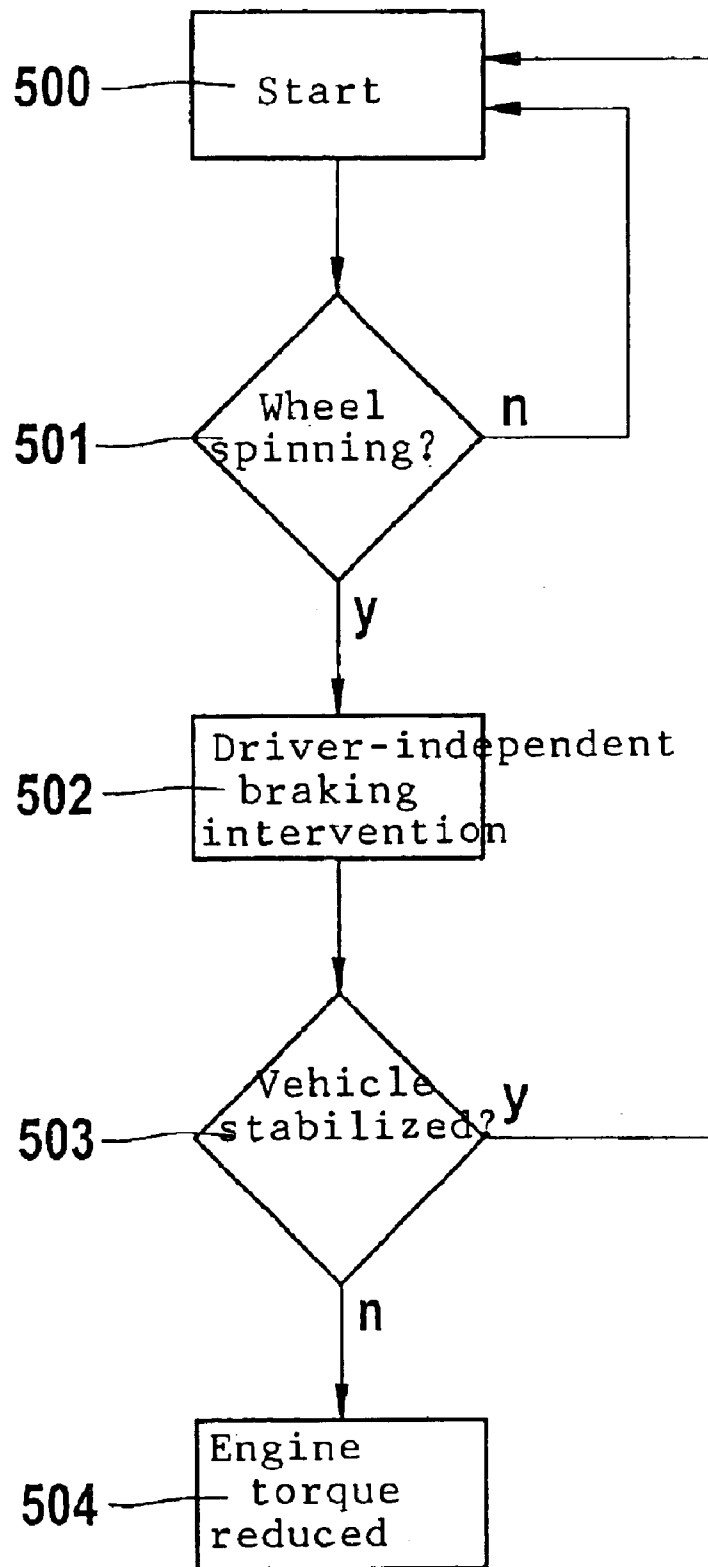 500
Start
501
Wheel
spinning?
n
y
502
Driver-independent
braking
intervention
503
Vehicle
stabilized?
y
n
504
Engine
torque
reduced